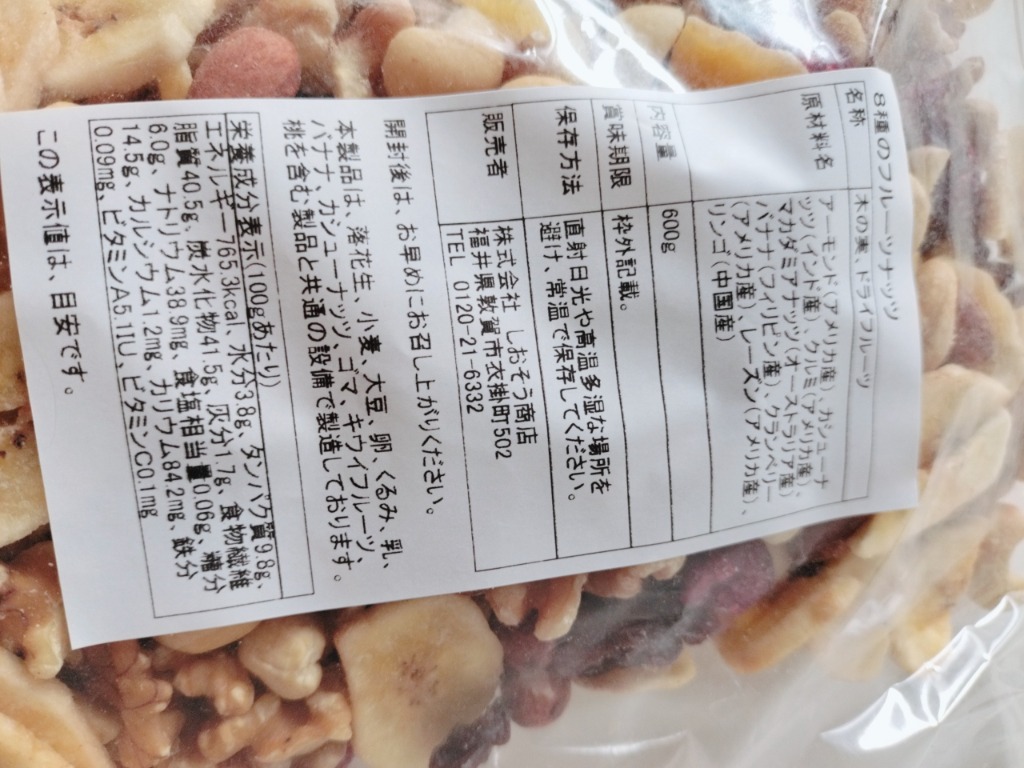 8種のフルーツナッツ
名称 木の実、ドライフルーツ
原材料名 アーモンド(アメリカ産)、カシューナ
ッツ(インド産)、クルミ(アメリカ産)、
マカダミアナッツ(オーストラリア産)、
バナナ(フィリピン産)、クランベリー
(アメリカ産)、レーズン(アメリカ産)、
リンゴ(中国産)
内容量 600g
賞味期限 枠外記載。
保存方法 直射日光や高温多湿な場所を
避け、常温で保存してください。
販売者 株式会社 しおそう商店
福井県敦賀市衣掛町502
TEL 0120-21-6332
開封後は、お早めにお召し上がりください。
本製品は、落花生、小麦、大豆、卵、くるみ、乳、
バナナ、カシューナッツ、ゴマ、キウイフルーツ、
桃を含む製品と共通の設備で製造しております。
栄養成分表示(100gあたり)
エネルギー765.3kcal、水分3.8g、タンパク質9.8g、
脂質40.5g、炭水化物41.5g、灰分1.7g、食物繊維
6.0g、ナトリウム38.9mg、食塩相当量0.06g、糖分
14.5g、カルシウム1.2mg、カリウム842mg、鉄分
0.09mg、ビタミンA5.1IU、ビタミンC0.1mg
この表示値は、目安です。